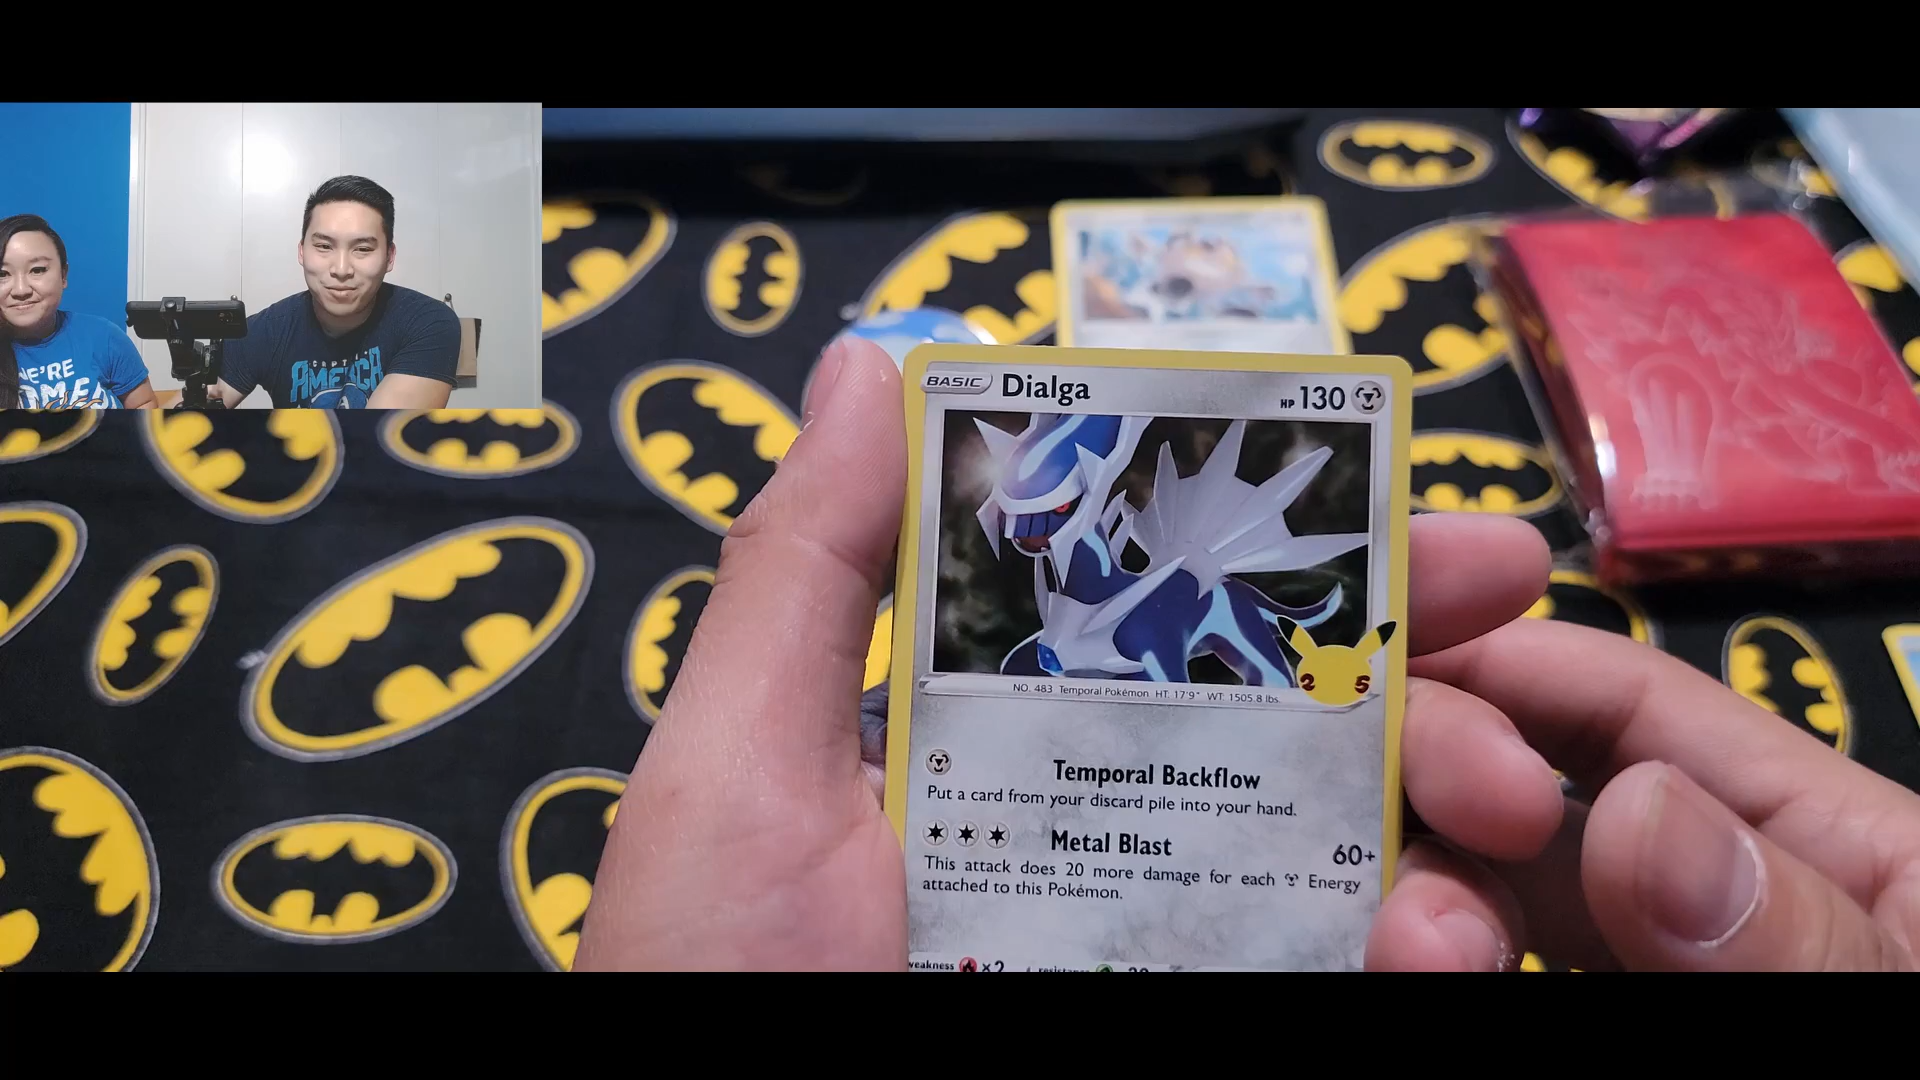 WE'RE
AMERICA
BASIC Dialga HP 130
25
NO. 483 Temporal Pokémon HT: 17'9" WT: 1505.8 lbs.
Temporal Backflow
Put a card from your discard pile into your hand.
Metal Blast 60+
This attack does 20 more damage for each Energy
attached to this Pokémon.
weakness ×2